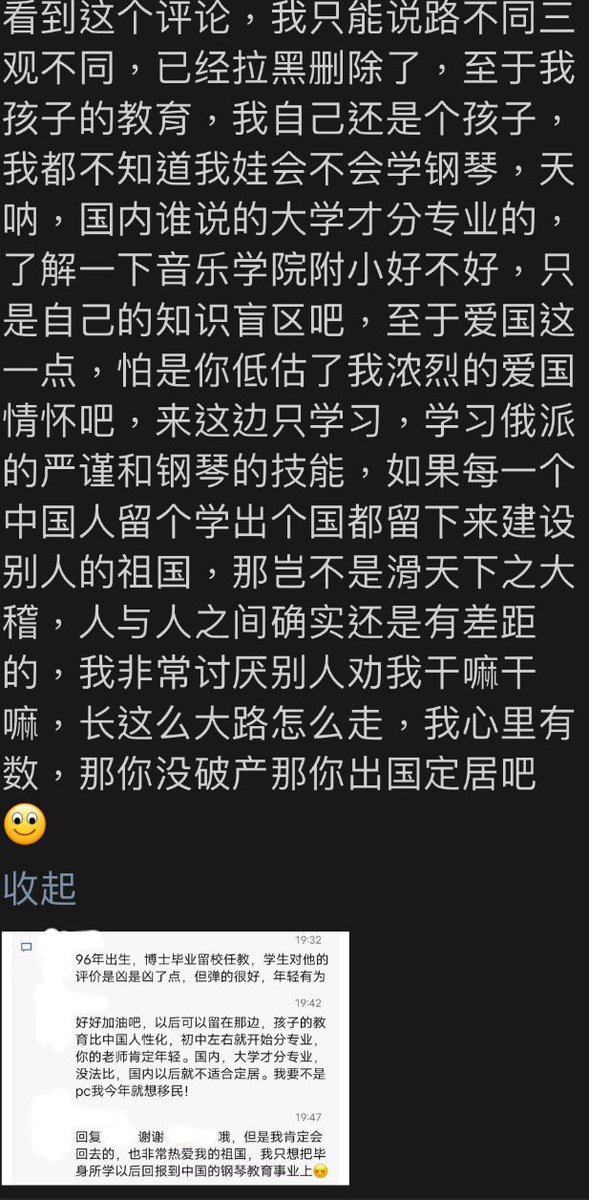 看到这个评论，我只能说路不同三
观不同，已经拉黑删除了，至于我
孩子的教育，我自己还是个孩子，
我都不知道我娃会不会学钢琴，天
呐，国内谁说的大学才分专业的，
了解一下音乐学院附小好不好，只
是自己的知识盲区吧，至于爱国这
一点，怕是你低估了我浓烈的爱国
情怀吧，来这边只学习，学习俄派
的严谨和钢琴的技能，如果每一个
中国人留个学出个国都留下来建设
别人的祖国，那岂不是滑天下之大
稽，人与人之间确实还是有差距
的，我非常讨厌别人劝我干嘛干
嘛，长这么大路怎么走，我心里有
数，那你没破产那你出国定居吧
收起
19:32
96年出生，博士毕业留校任教，学生对他的
评价是凶是凶了点，但弹的很好，年轻有为
19:42
好好加油吧，以后可以留在那边，孩子的教
育比中国人性化，初中左右就开始分专业，
你的老师肯定年轻。国内，大学才分专业，
没法比，国内以后就不适合定居。我要不是
pc我今年就想移民！
19:47
回复 谢谢 哦，但是我肯定会
回去的，也非常热爱我的祖国，我只想把毕
身所学以后回报到中国的钢琴教育事业上